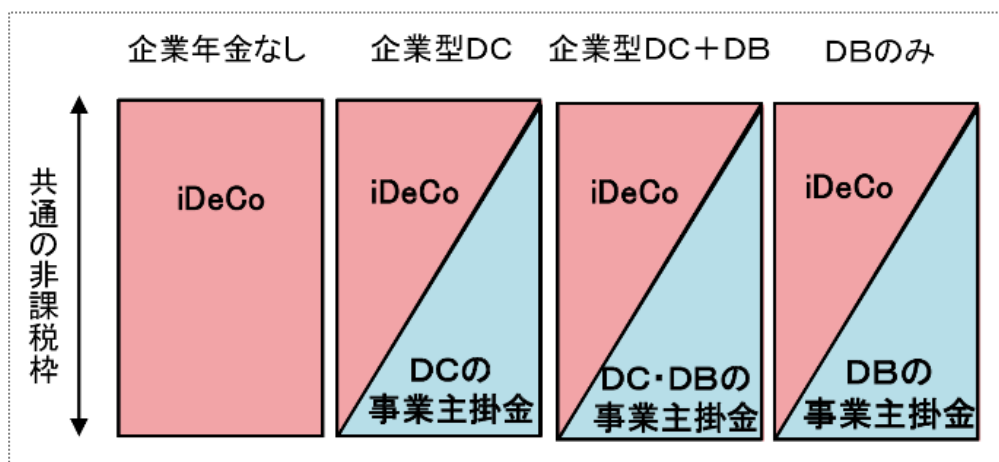 企業年金なし
企業型DC
企業型DC＋DB
DBのみ
共通の非課税枠
iDeCo
iDeCo
iDeCo
iDeCo
DCの
事業主掛金
DC・DBの
事業主掛金
DBの
事業主掛金